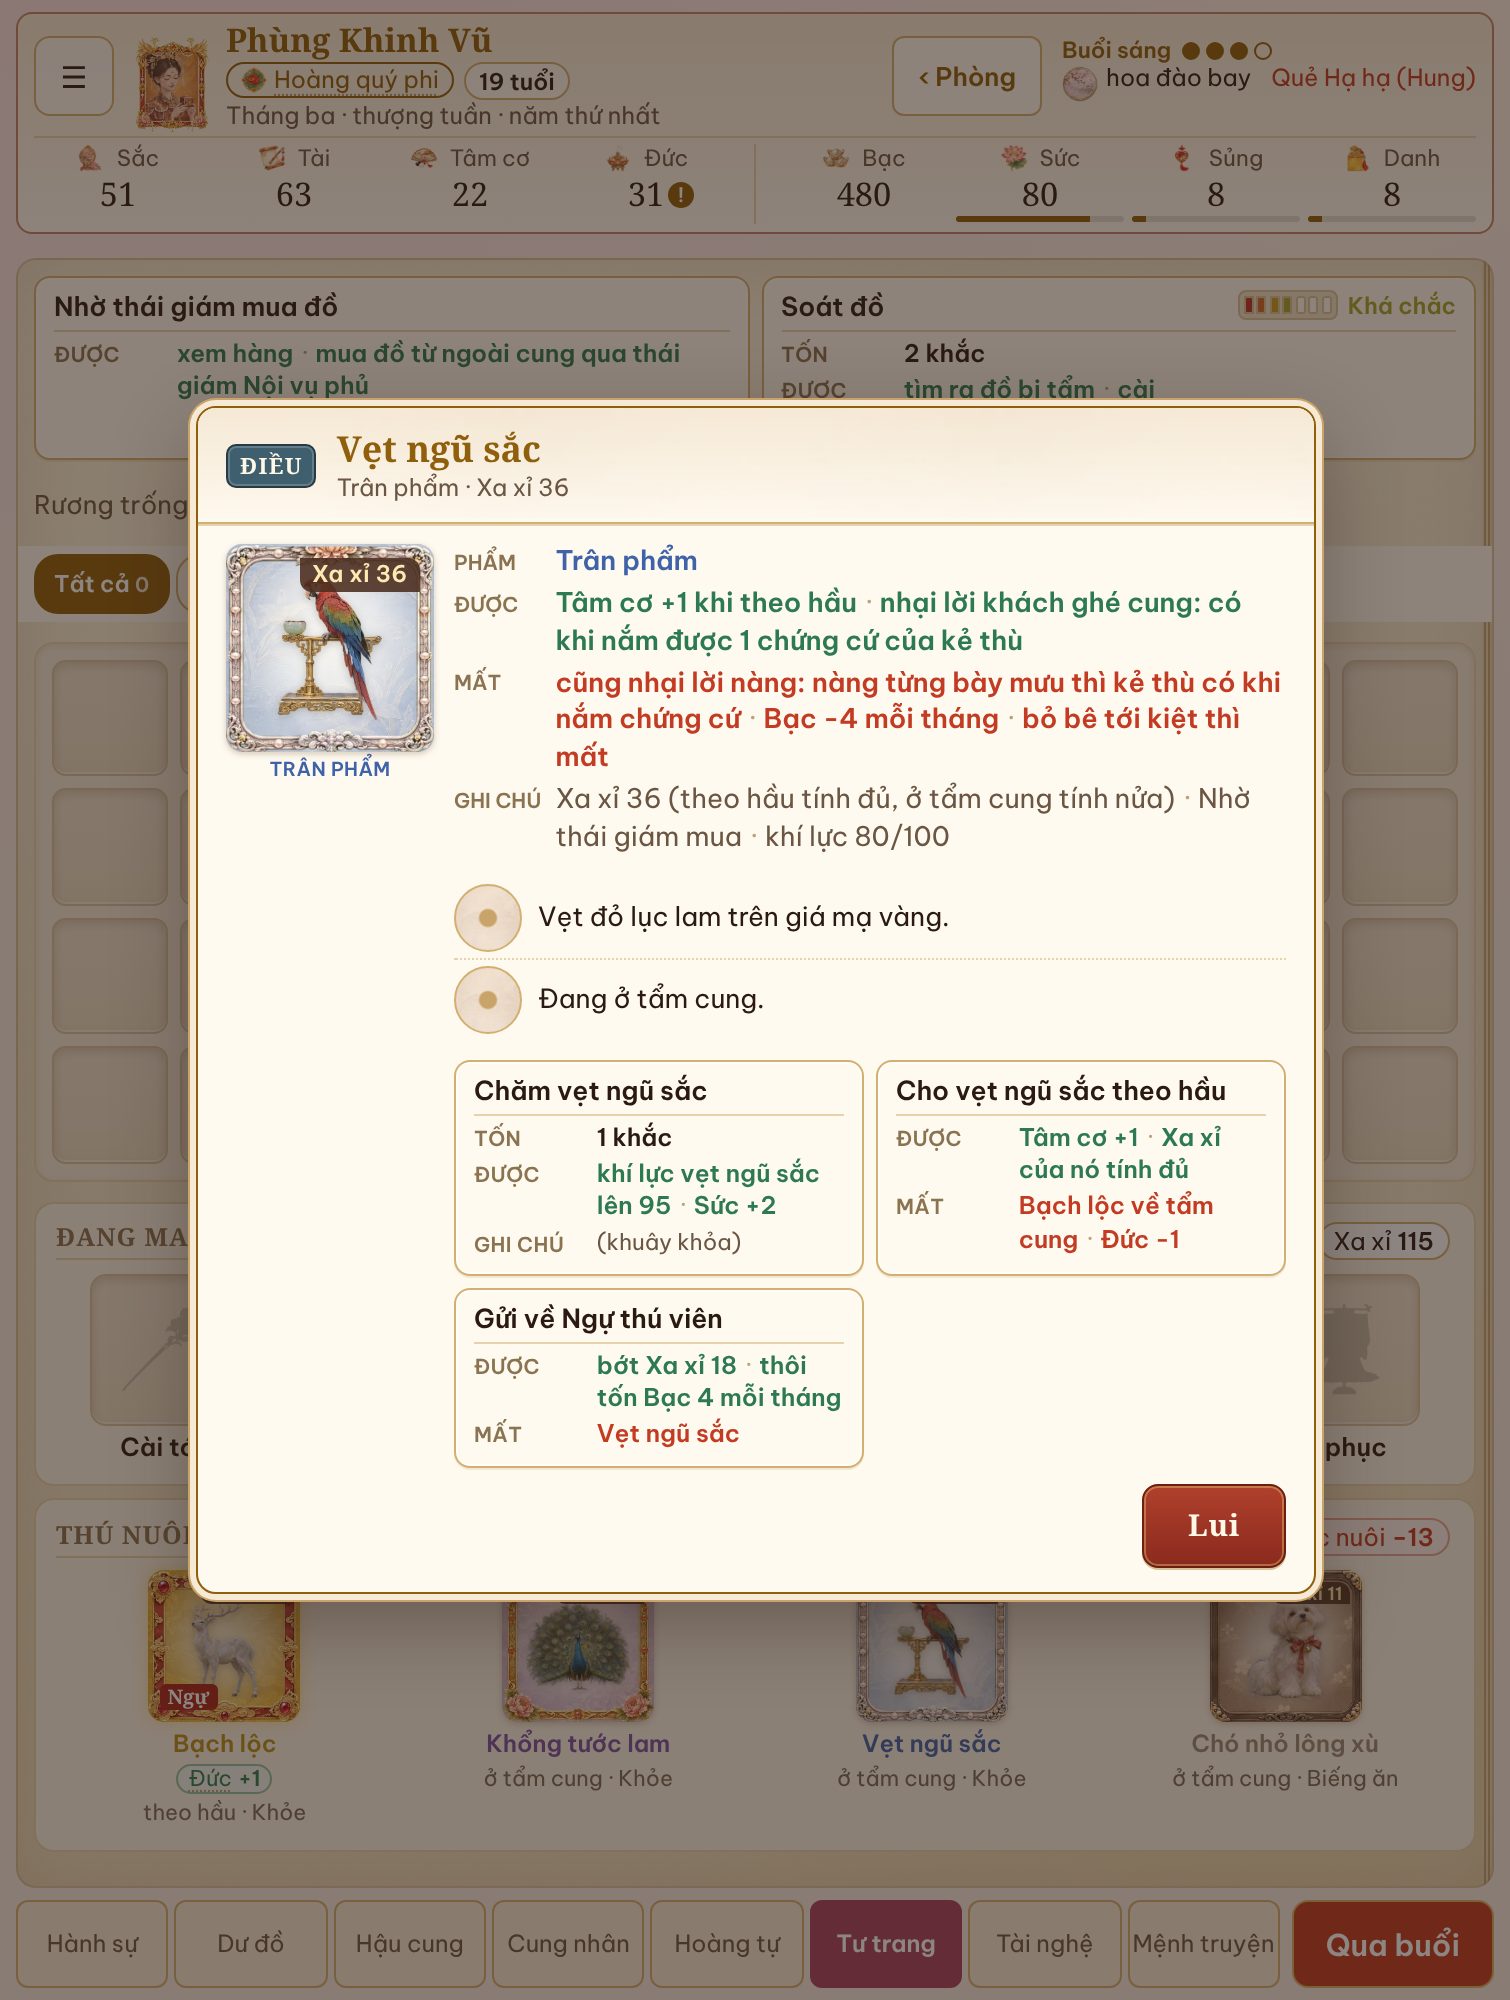 ☰
Phùng Khinh Vũ
Hoàng quý phi
19 tuổi
Tháng ba · thượng tuần · năm thứ nhất
‹ Phòng
Buổi sáng
hoa đào bay
Quẻ Hạ hạ (Hung)
Sắc
Tài
Tâm cơ
Đức
Bạc
Sức
Sủng
Danh
51
63
22
31 !
480
80
8
8
Nhờ thái giám mua đồ
ĐƯỢC xem hàng · mua đồ từ ngoài cung qua thái
giám Nội vụ phủ
Soát đồ
Khá chắc
TỐN 2 khắc
ĐƯỢC tìm ra đồ bị tẩm · cài
Rương trống
Tất cả 0
ĐIỀU
Vẹt ngũ sắc
Trân phẩm · Xa xỉ 36
Xa xỉ 36
TRÂN PHẨM
PHẨM Trân phẩm
ĐƯỢC Tâm cơ +1 khi theo hầu · nhại lời khách ghé cung: có
khi nắm được 1 chứng cứ của kẻ thù
MẤT cũng nhại lời nàng: nàng từng bày mưu thì kẻ thù có khi
nắm chứng cứ · Bạc −4 mỗi tháng · bỏ bê tới kiệt thì
mất
GHI CHÚ Xa xỉ 36 (theo hầu tính đủ, ở tẩm cung tính nửa) · Nhờ
thái giám mua · khí lực 80/100
Vẹt đỏ lục lam trên giá mạ vàng.
Đang ở tẩm cung.
Chăm vẹt ngũ sắc
TỐN 1 khắc
ĐƯỢC khí lực vẹt ngũ sắc
lên 95 · Sức +2
GHI CHÚ (khuây khỏa)
Cho vẹt ngũ sắc theo hầu
ĐƯỢC Tâm cơ +1 · Xa xỉ
của nó tính đủ
MẤT Bạch lộc về tẩm
cung · Đức −1
Gửi về Ngự thú viên
ĐƯỢC bớt Xa xỉ 18 · thôi
tốn Bạc 4 mỗi tháng
MẤT Vẹt ngũ sắc
Lui
ĐANG MA
Xa xỉ 115
Cài tó
phục
THÚ NUÔI
c nuôi −13
Ngự
xỉ 11
Bạch lộc
Đức +1
theo hầu · Khỏe
Khổng tước lam
ở tẩm cung · Khỏe
Vẹt ngũ sắc
ở tẩm cung · Khỏe
Chó nhỏ lông xù
ở tẩm cung · Biếng ăn
Hành sự
Dư đồ
Hậu cung
Cung nhân
Hoàng tự
Tư trang
Tài nghệ
Mệnh truyện
Qua buổi